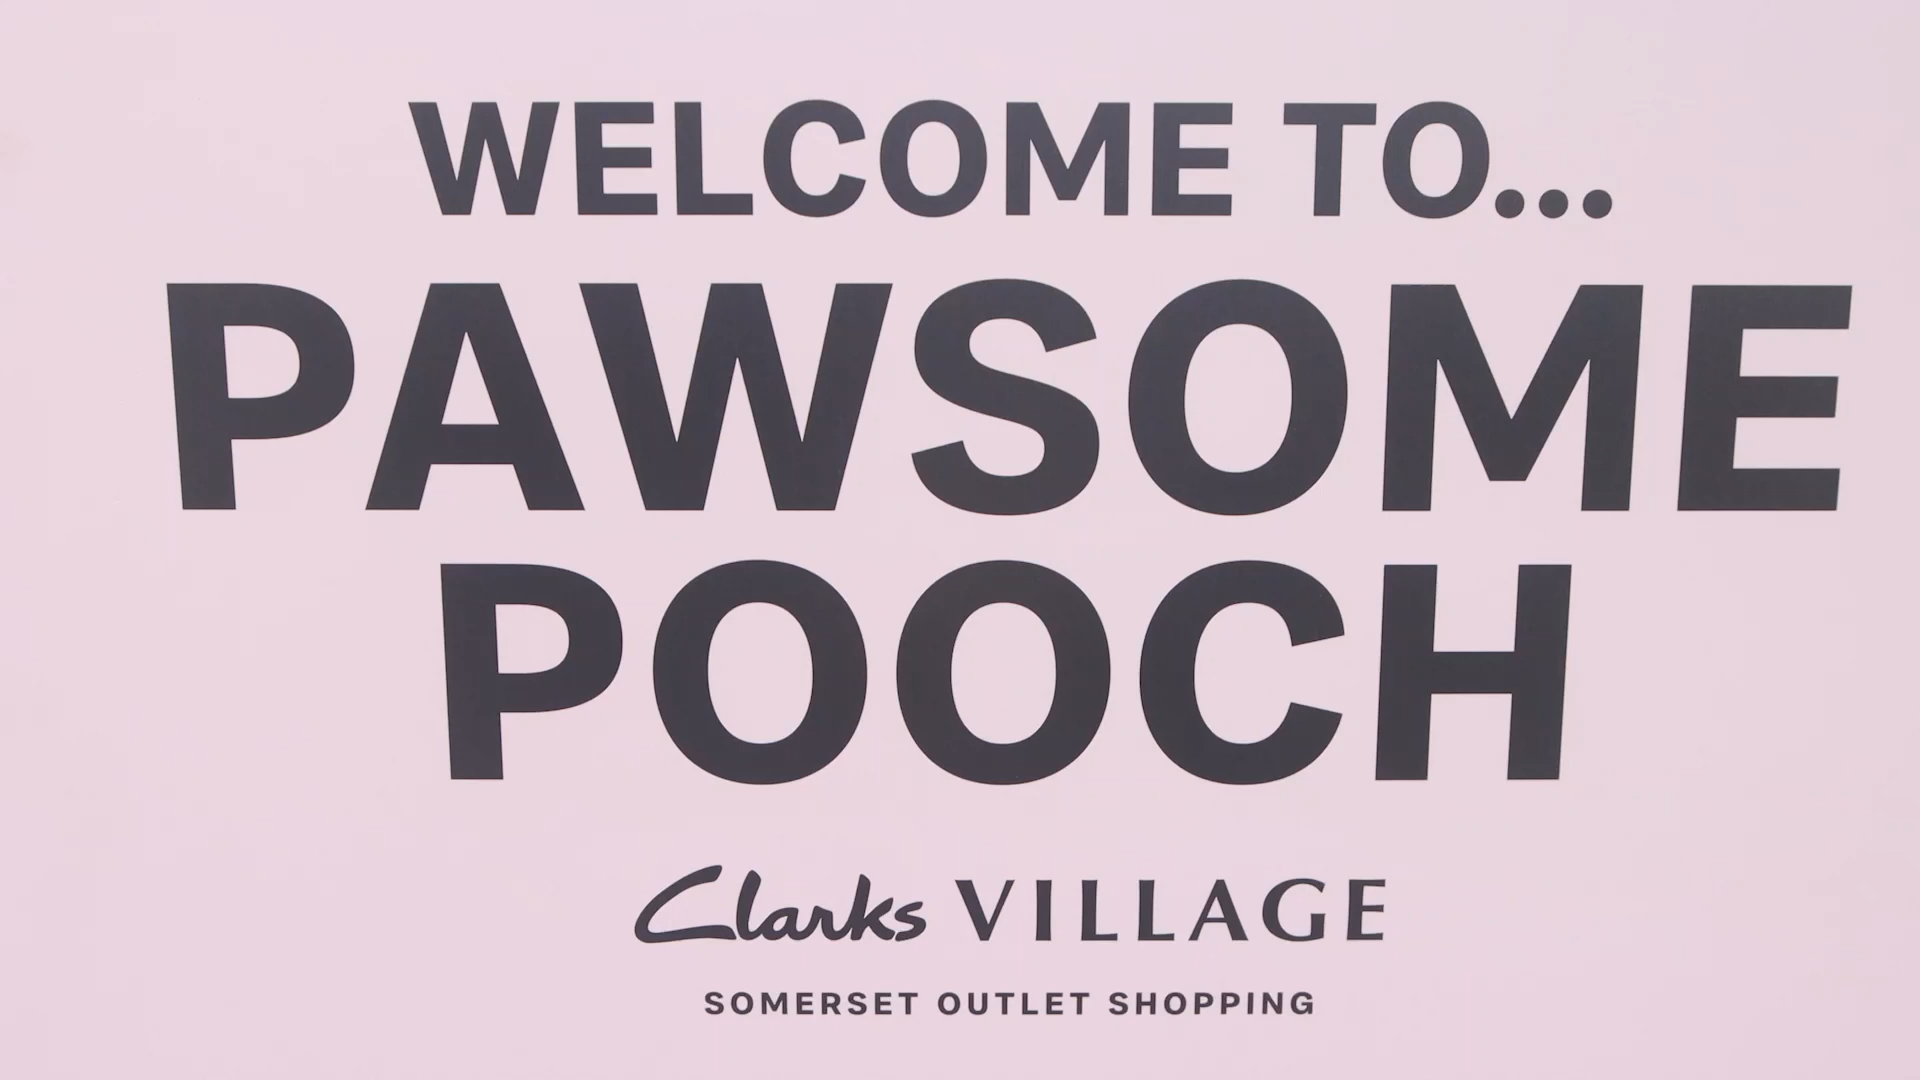 WELCOME TO...
PAWSOME
POOCH
Clarks VILLAGE
SOMERSET OUTLET SHOPPING